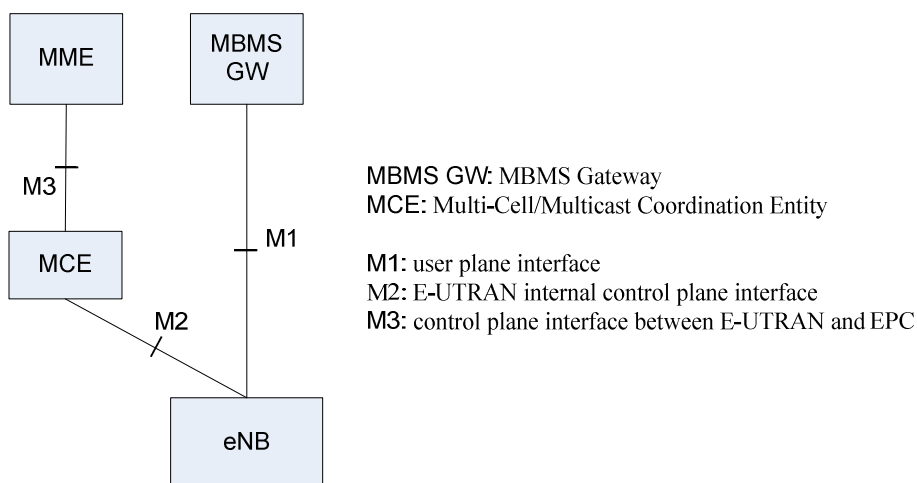 MME
MBMS
GW
M3
M1
MCE
M2
eNB
MBMS GW: MBMS Gateway
MCE: Multi-Cell/Multicast Coordination Entity
M1: user plane interface
M2: E-UTRAN internal control plane interface
M3: control plane interface between E-UTRAN and EPC